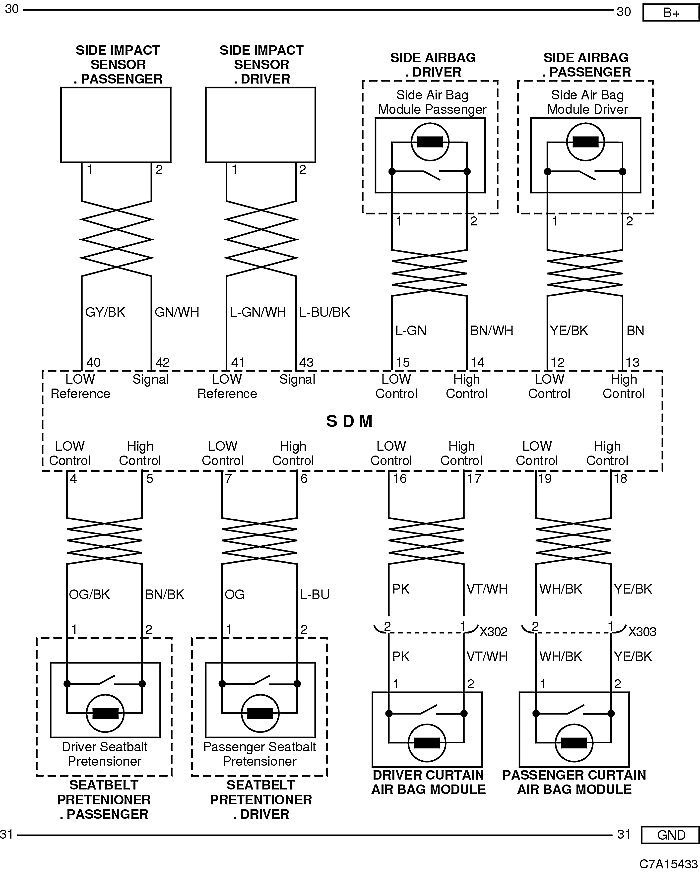 30
30
B+
SIDE IMPACT
SENSOR
. PASSENGER
SIDE IMPACT
SENSOR
. DRIVER
SIDE AIRBAG
. DRIVER
SIDE AIRBAG
. PASSENGER
Side Air Bag
Module Passenger
Side Air Bag
Module Driver
1 2
1 2
1 2
1 2
GY/BK GN/WH
L-GN/WH L-BU/BK
L-GN BN/WH
YE/BK BN
40 42 41 43 15 14 12 13
LOW
Reference
Signal
LOW
Reference
Signal
LOW
Control
High
Control
LOW
Control
High
Control
SDM
LOW
Control
High
Control
LOW
Control
High
Control
LOW
Control
High
Control
LOW
Control
High
Control
4 5 7 6 16 17 19 18
OG/BK BN/BK
OG L-BU
PK VT/WH
WH/BK YE/BK
1 2
1 2
2 1 X302
2 1 X303
PK VT/WH
WH/BK YE/BK
1 2
1 2
Driver Seatbalt
Pretensioner
Passenger Seatbalt
Pretensioner
SEATBELT
PRETENIONER
. PASSENGER
SEATBELT
PRETENTIONER
. DRIVER
DRIVER CURTAIN
AIR BAG MODULE
PASSENGER CURTAIN
AIR BAG MODULE
31
31
GND
C7A15433